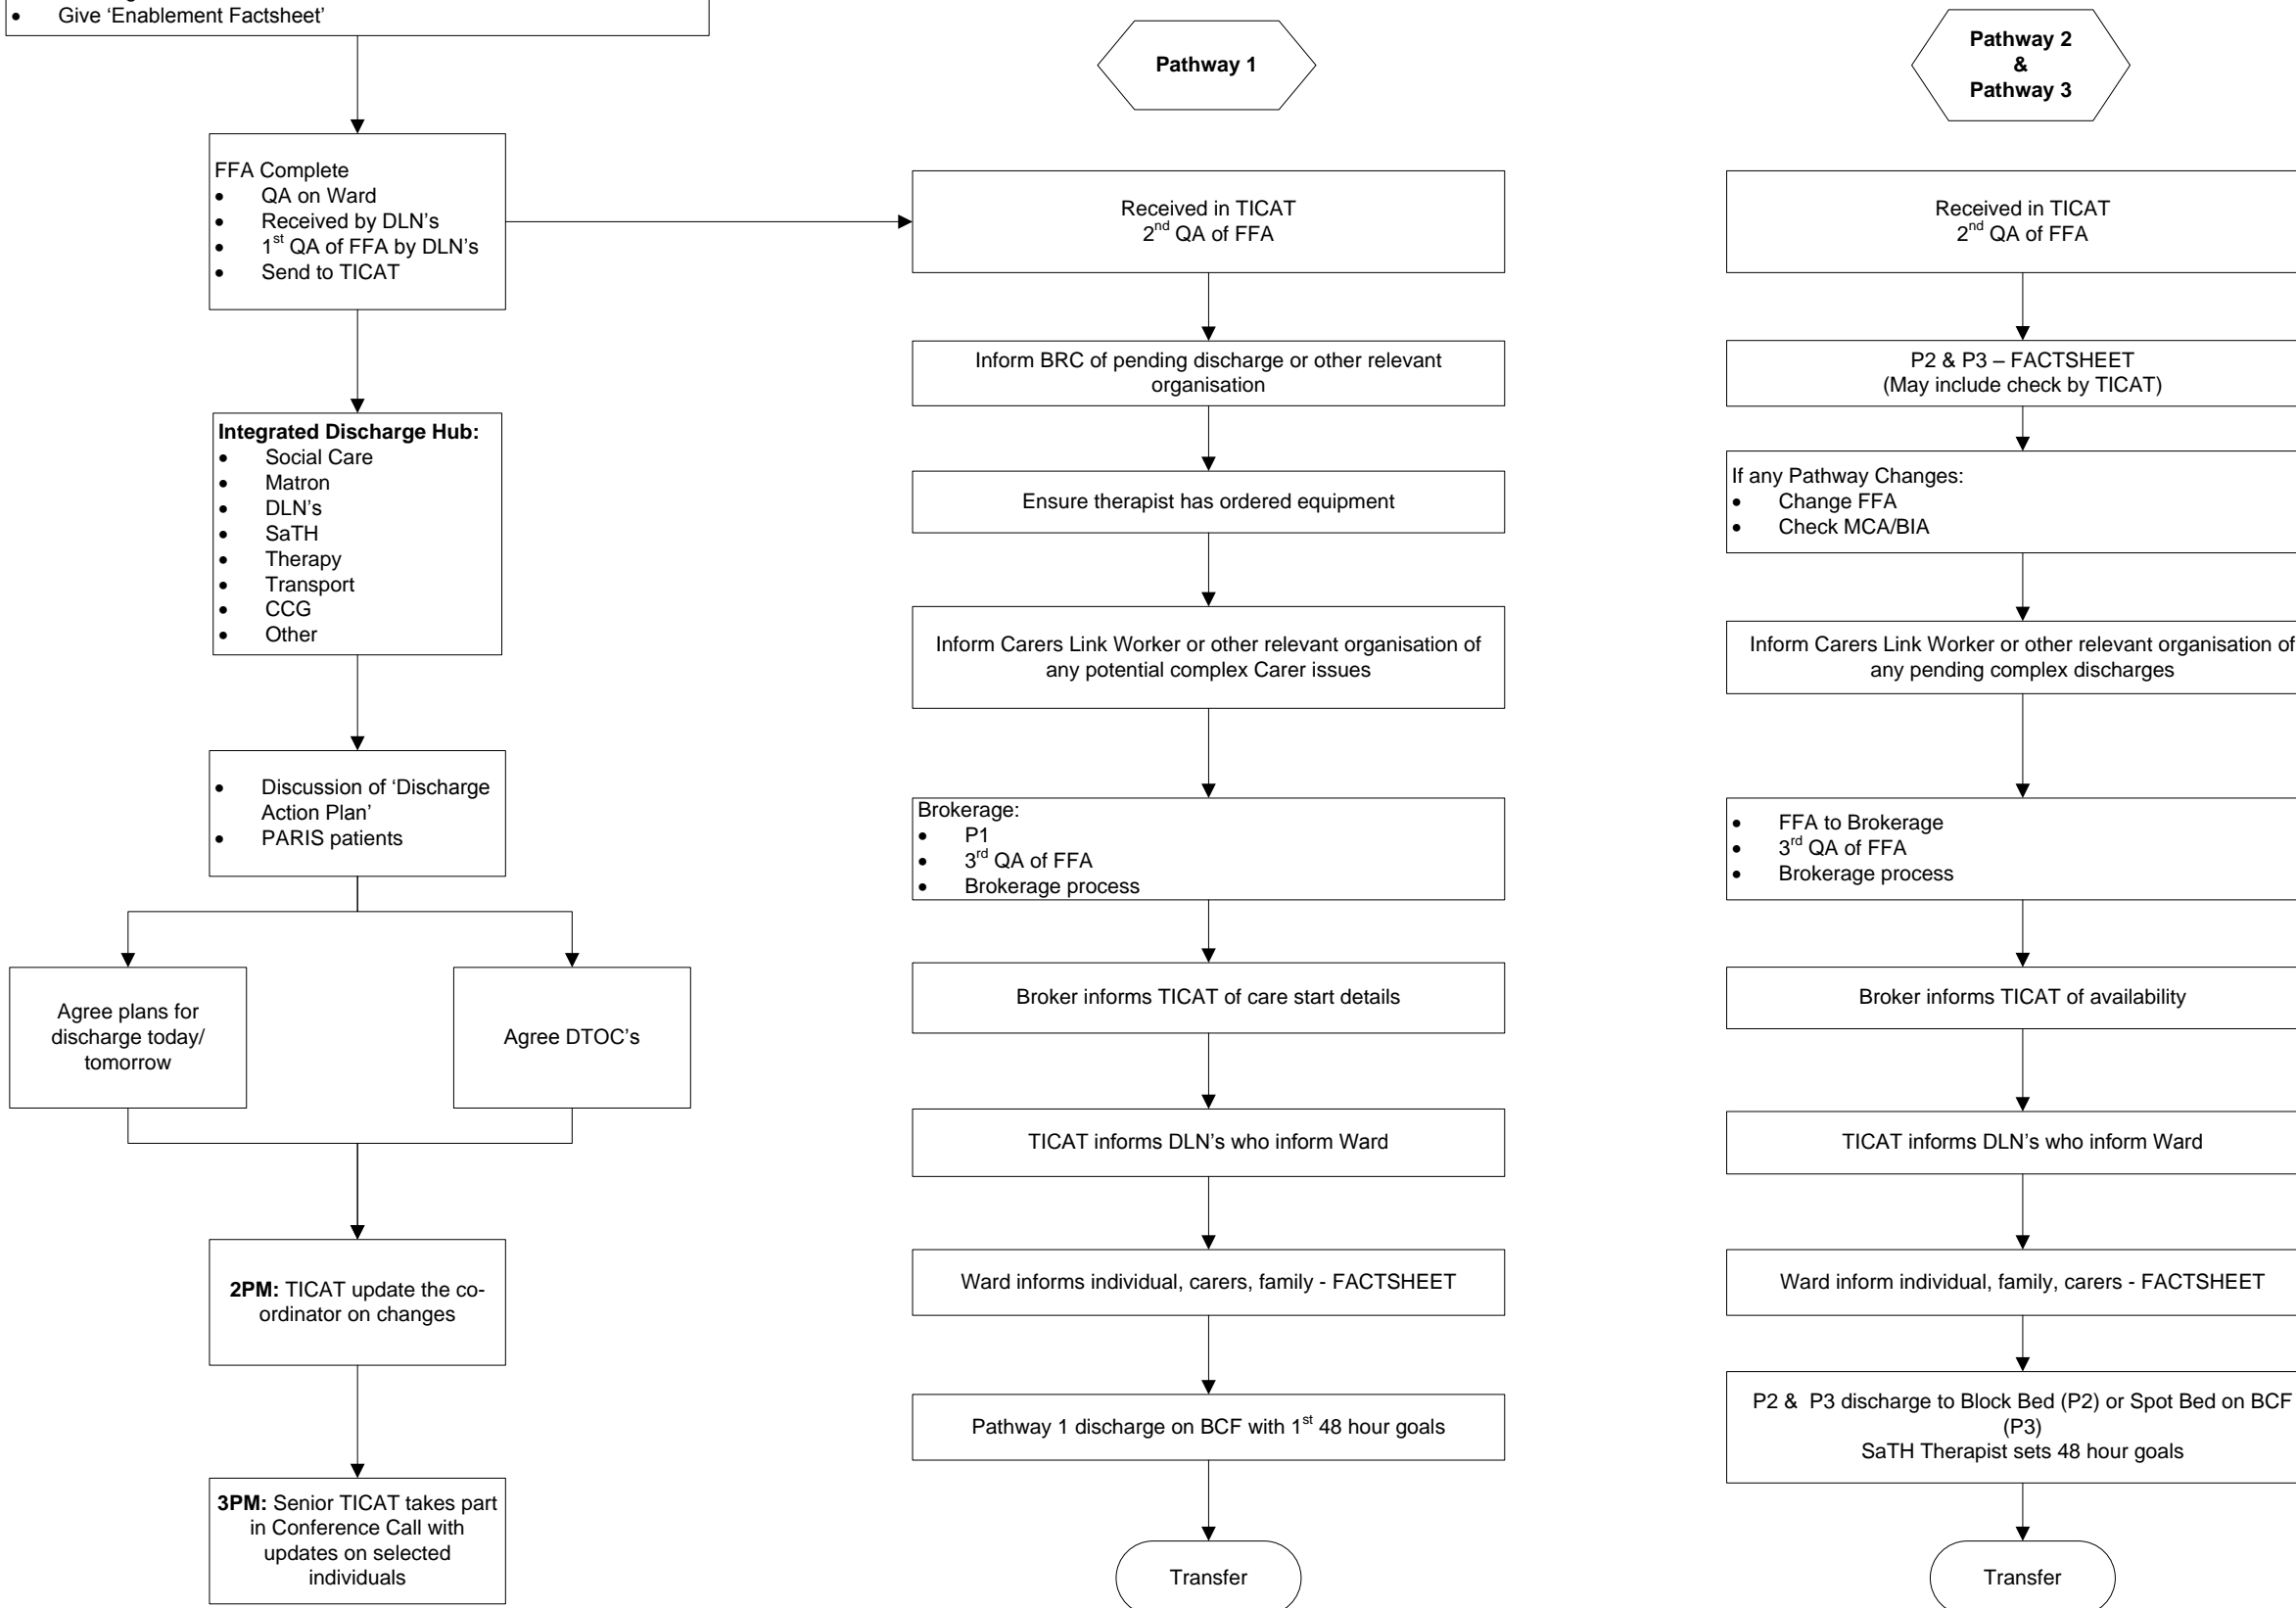 • Give ‘Enablement Factsheet’
FFA Complete
• QA on Ward
• Received by DLN’s
• 1st QA of FFA by DLN’s
• Send to TICAT
Integrated Discharge Hub:
• Social Care
• Matron
• DLN’s
• SaTH
• Therapy
• Transport
• CCG
• Other
• Discussion of ‘Discharge
Action Plan’
• PARIS patients
Agree plans for
discharge today/
tomorrow
Agree DTOC’s
2PM: TICAT update the co-
ordinator on changes
3PM: Senior TICAT takes part
in Conference Call with
updates on selected
individuals
Pathway 1
Received in TICAT
2nd QA of FFA
Inform BRC of pending discharge or other relevant
organisation
Ensure therapist has ordered equipment
Inform Carers Link Worker or other relevant organisation of
any potential complex Carer issues
Brokerage:
• P1
• 3rd QA of FFA
• Brokerage process
Broker informs TICAT of care start details
TICAT informs DLN’s who inform Ward
Ward informs individual, carers, family - FACTSHEET
Pathway 1 discharge on BCF with 1st 48 hour goals
Transfer
Pathway 2
&
Pathway 3
Received in TICAT
2nd QA of FFA
P2 & P3 – FACTSHEET
(May include check by TICAT)
If any Pathway Changes:
• Change FFA
• Check MCA/BIA
Inform Carers Link Worker or other relevant organisation of
any pending complex discharges
• FFA to Brokerage
• 3rd QA of FFA
• Brokerage process
Broker informs TICAT of availability
TICAT informs DLN’s who inform Ward
Ward inform individual, family, carers - FACTSHEET
P2 & P3 discharge to Block Bed (P2) or Spot Bed on BCF
(P3)
SaTH Therapist sets 48 hour goals
Transfer